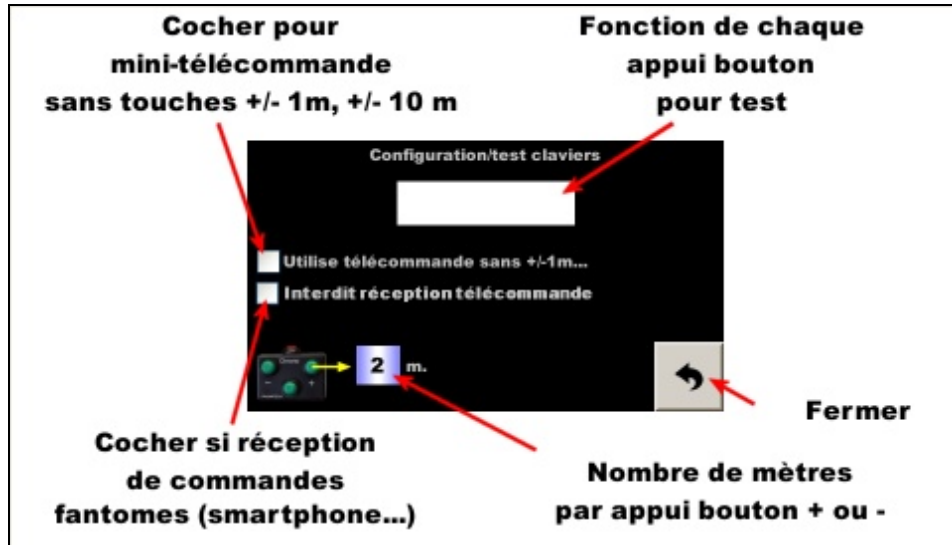 Cocher pour
mini-télécommande
sans touches +/- 1m, +/- 10 m
Fonction de chaque
appui bouton
pour test
Configuration/test claviers
Utilise télécommande sans +/-1m...
Interdit réception télécommande
Chrono
- +
2 m.
Fermer
Cocher si réception
de commandes
fantomes (smartphone...)
Nombre de mètres
par appui bouton + ou -